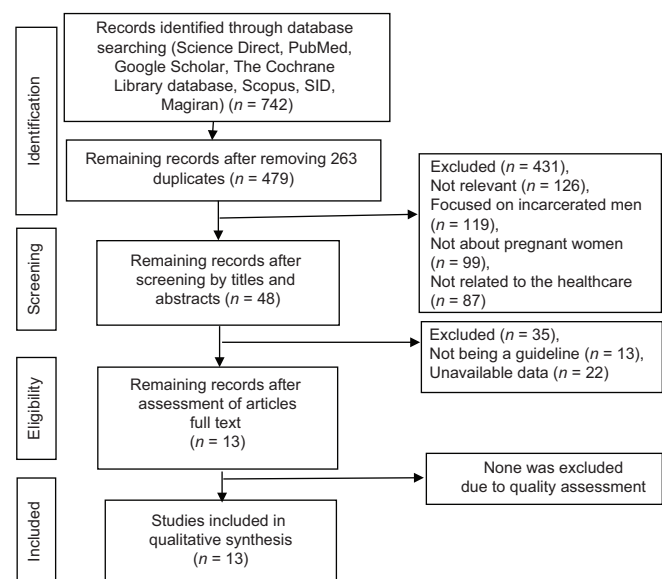 Identification
Records identified through database
searching (Science Direct, PubMed,
Google Scholar, The Cochrane
Library database, Scopus, SID,
Magiran) (n = 742)
Remaining records after removing 263
duplicates (n = 479)
Excluded (n = 431),
Not relevant (n = 126),
Focused on incarcerated men
(n = 119),
Not about pregnant women
(n = 99),
Not related to the healthcare
(n = 87)
Screening
Remaining records after
screening by titles and
abstracts (n = 48)
Excluded (n = 35),
Not being a guideline (n = 13),
Unavailable data (n = 22)
Eligibility
Remaining records after
assessment of articles
full text
(n = 13)
None was excluded
due to quality assessment
Included
Studies included in
qualitative synthesis
(n = 13)